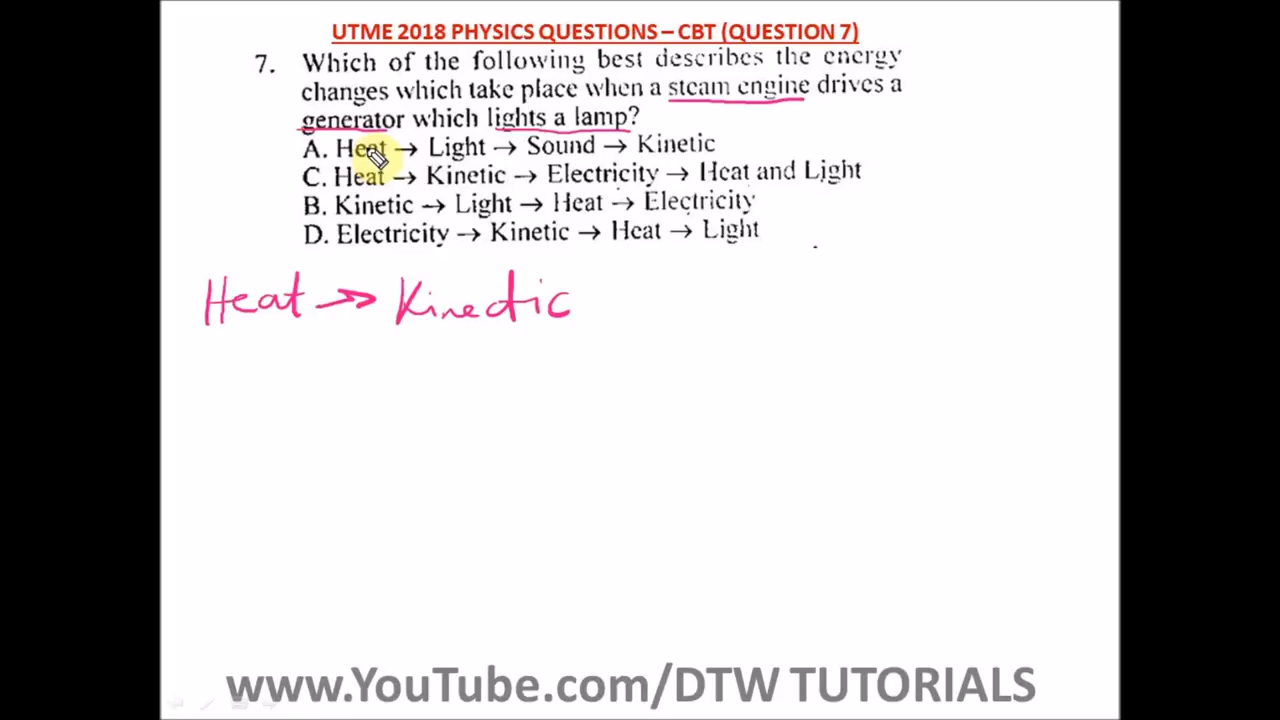 UTME 2018 PHYSICS QUESTIONS – CBT (QUESTION 7)
7. Which of the following best describes the energy
changes which take place when a steam engine drives a
generator which lights a lamp?
A. Heat → Light → Sound → Kinetic
C. Heat → Kinetic → Electricity → Heat and Light
B. Kinetic → Light → Heat → Electricity
D. Electricity → Kinetic → Heat → Light
Heat → Kinetic
www.YouTube.com/DTW TUTORIALS